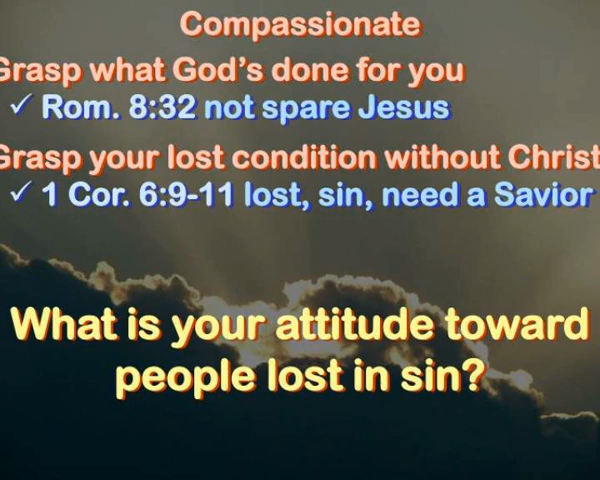 Compassionate
Grasp what God's done for you
✓ Rom. 8:32 not spare Jesus
Grasp your lost condition without Christ
✓ 1 Cor. 6:9-11 lost, sin, need a Savior
What is your attitude toward
people lost in sin?